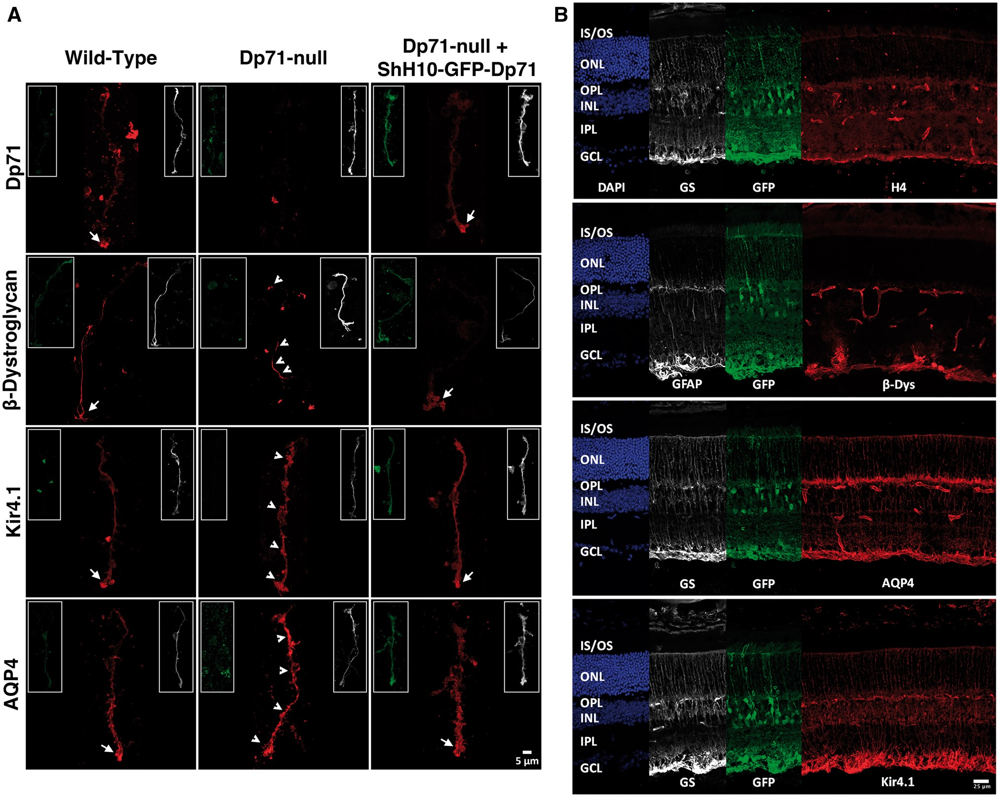 A
Wild-Type
Dp71-null
Dp71-null +
ShH10-GFP-Dp71
Dp71
β-Dystroglycan
Kir4.1
AQP4
5 µm
B
IS/OS
ONL
OPL
INL
IPL
GCL
DAPI
GS
GFP
H4
IS/OS
ONL
OPL
INL
IPL
GCL
GFAP
GFP
β-Dys
IS/OS
ONL
OPL
INL
IPL
GCL
GS
GFP
AQP4
IS/OS
ONL
OPL
INL
IPL
GCL
GS
GFP
Kir4.1
25 µm